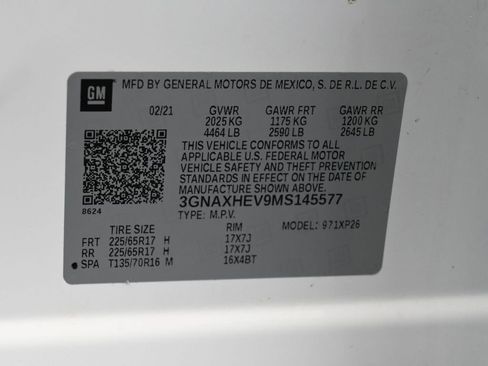 GM MFD BY GENERAL MOTORS DE MEXICO, S. DE R.L. DE C.V.
02/21 GVWR GAWR FRT GAWR RR
2025 KG 1175 KG 1200 KG
4464 LB 2590 LB 2645 LB
THIS VEHICLE CONFORMS TO ALL
APPLICABLE U.S. FEDERAL MOTOR
VEHICLE SAFETY AND THEFT PREVENTION
STANDARDS IN EFFECT ON THE DATE OF
MANUFACTURE SHOWN ABOVE.
3GNAXHEV9MS145577
8624
TYPE: M.P.V. MODEL: 971XP26
TIRE SIZE RIM
FRT 225/65R17 H 17X7J
RR 225/65R17 H 17X7J
SPA T135/70R16 M 16X4BT